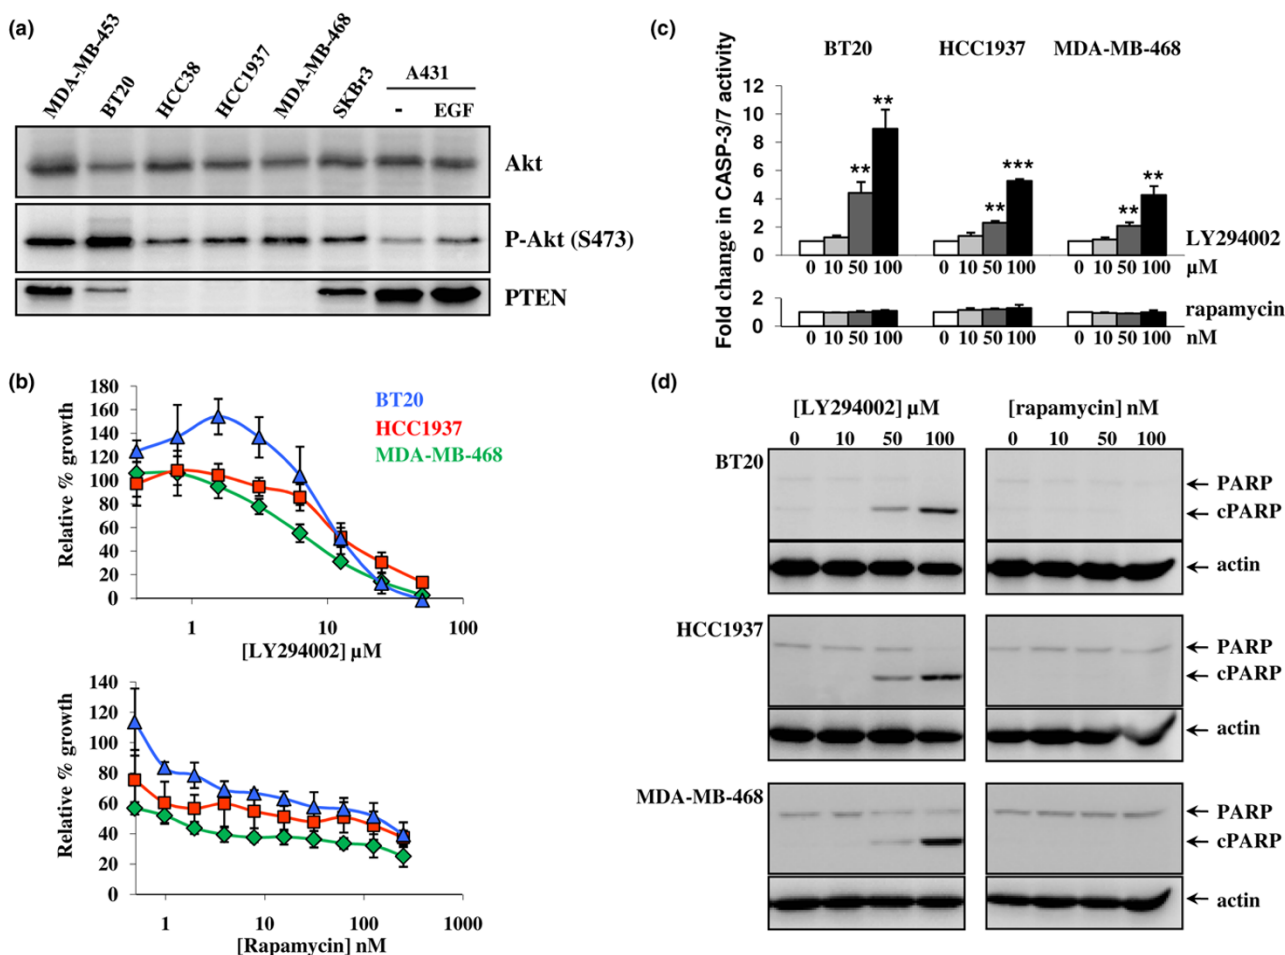 (a)
MDA-MB-453
BT20
HCC38
HCC1937
MDA-MB-468
SKBr3
A431
- EGF
Akt
P-Akt (S473)
PTEN
(b)
Relative % growth
180
160
140
120
100
80
60
40
20
0
BT20
HCC1937
MDA-MB-468
1 10 100
[LY294002] µM
Relative % growth
140
120
100
80
60
40
20
0
1 10 100 1000
[Rapamycin] nM
(c)
BT20 HCC1937 MDA-MB-468
Fold change in CASP-3/7 activity
12
10
8
6
4
2
0
** ** ** *** ** **
LY294002
0 10 50 100 0 10 50 100 0 10 50 100 µM
2
0
rapamycin
0 10 50 100 0 10 50 100 0 10 50 100 nM
(d)
[LY294002] µM [rapamycin] nM
0 10 50 100 0 10 50 100
BT20
PARP
cPARP
actin
HCC1937
PARP
cPARP
actin
MDA-MB-468
PARP
cPARP
actin